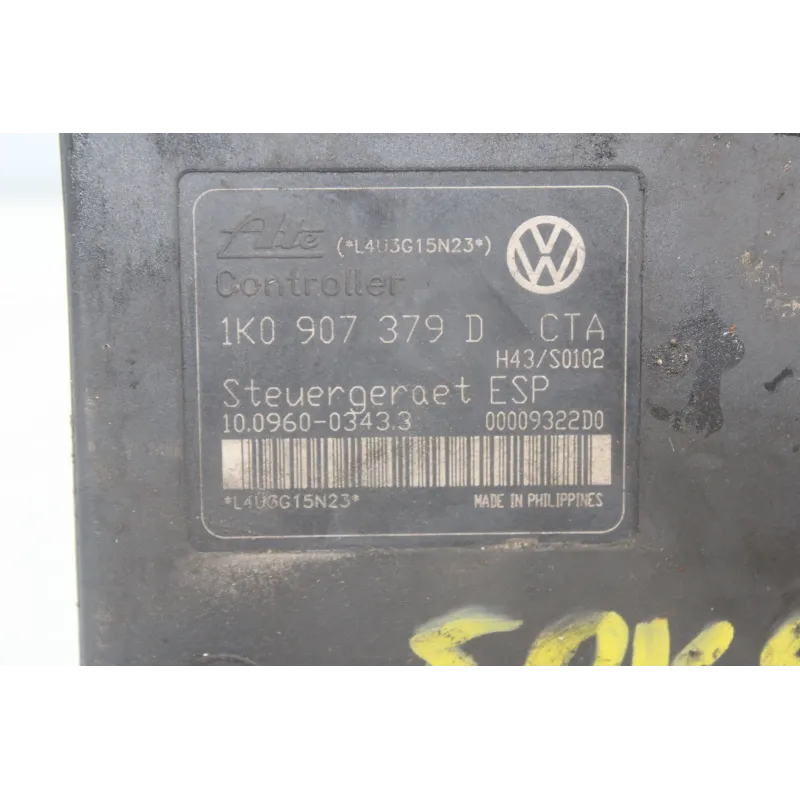 Ate (*L4U3G15N23*)
Controller
1K0 907 379 D CTA
H43/S0102
Steuergeraet ESP
10.0960-0343.3 00009322D0
*L4U3G15N23*
MADE IN PHILIPPINES